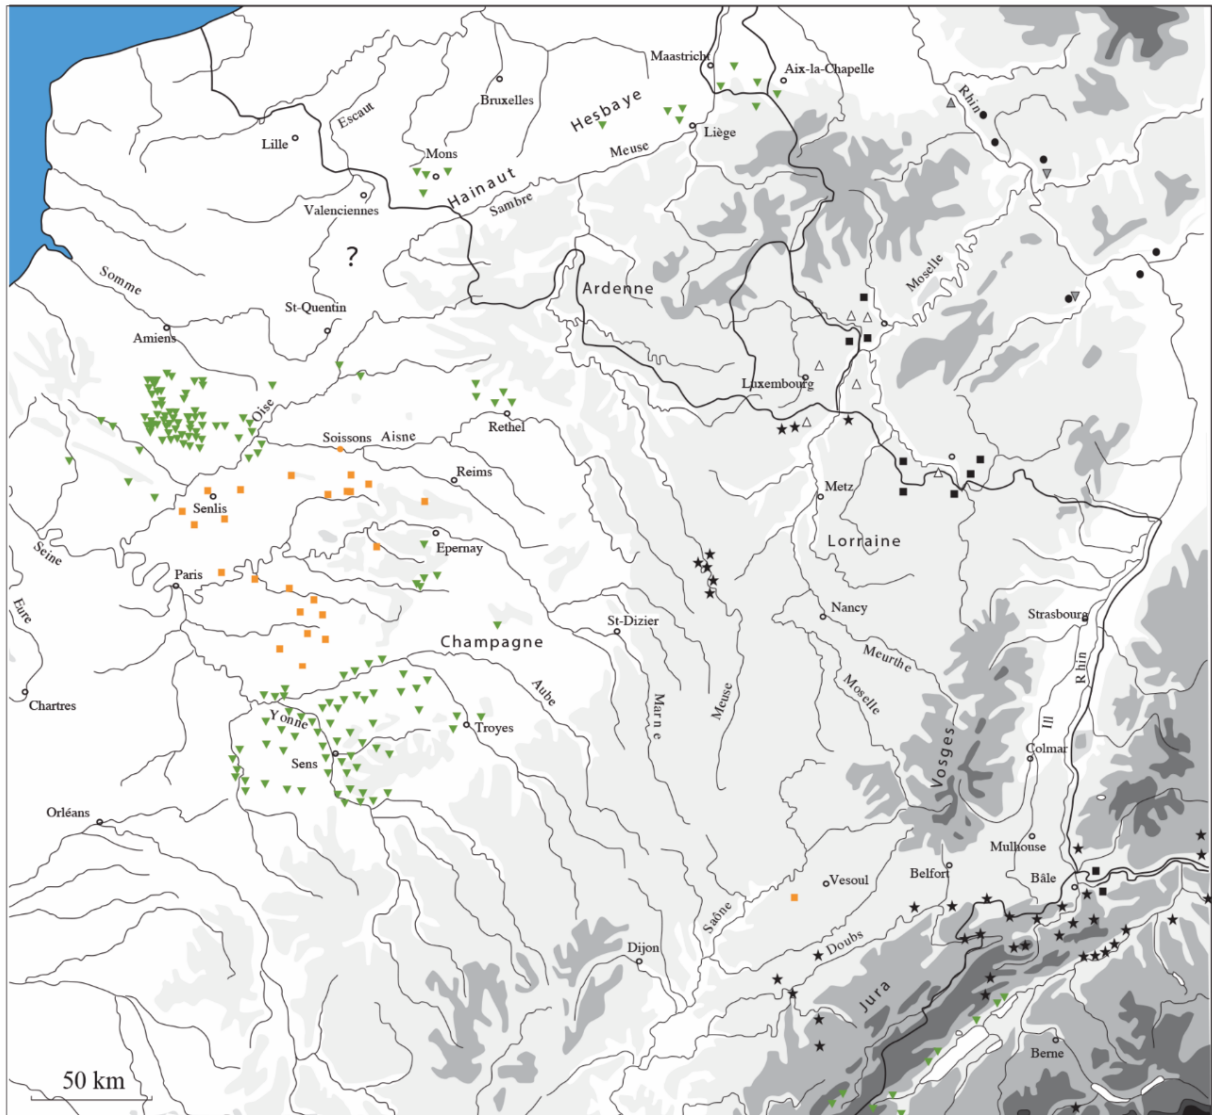 Maastricht
Aix-la-Chapelle
Bruxelles
Hesbaye
Rhin
Escaut
Lille
Liège
Meuse
Mons
Hainaut
Valenciennes
Sambre
?
Somme
Ardenne
Moselle
St-Quentin
Amiens
Luxembourg
Oise
Rethel
Soissons
Aisne
Reims
Senlis
Metz
Lorraine
Seine
Epernay
Paris
Eure
Nancy
Strasbourg
St-Dizier
Champagne
Meurthe
Rhin
Aube
Marne
Meuse
Moselle
Chartres
Yonne
Troyes
Ill
Vosges
Sens
Colmar
Orléans
Mulhouse
Belfort
Bâle
Vesoul
Saône
Doubs
Dijon
Jura
Berne
50 km